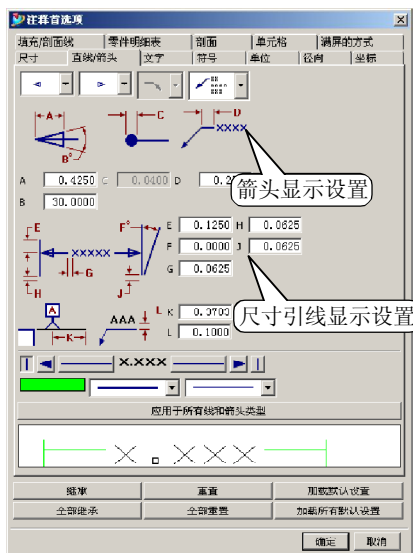 注释首选项
填充/剖面线 零件明细表 剖面 单元格 满屏的方式
尺寸 直线/箭头 文字 符号 单位 径向 坐标
A C D
B° XXXX
A 0.4250 C 0.0400 D
B 30.0000
箭头显示设置
E F° E 0.1250 H 0.0625
XXXXX F 0.0000 J 0.0625
G G 0.0625
H J
A AAA L K 0.3703
K L 0.1000
尺寸引线显示设置
X.XXX
应用于所有线和箭头类型
X XXX
继承 重置 加载默认设置
全部继承 全部重置 加载所有默认设置
确定 取消